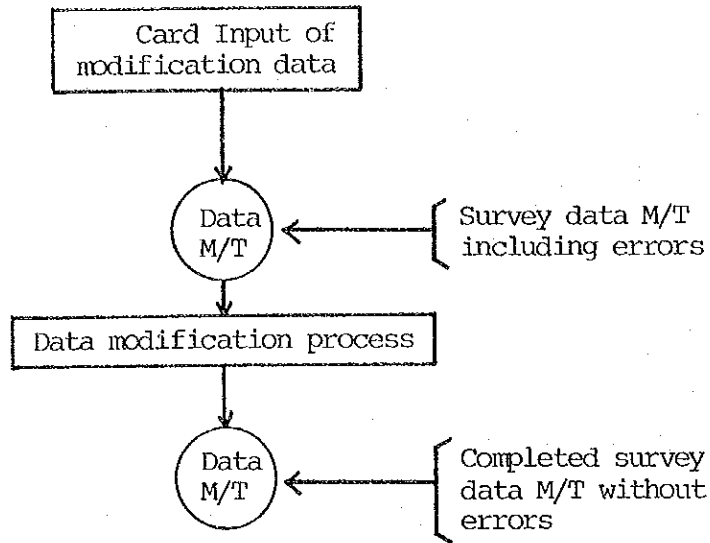 Card Input of
modification data
Data
M/T
Survey data M/T
including errors
Data modification process
Data
M/T
Completed survey
data M/T without
errors